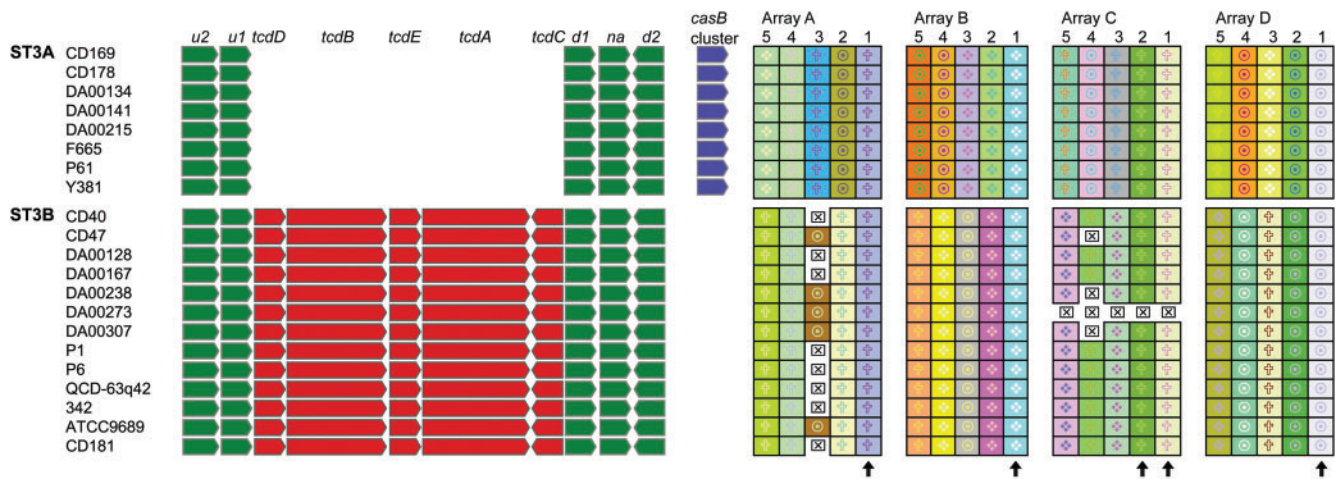 u2 u1 tcdD tcdB tcdE tcdA tcdC d1 na d2 casB cluster Array A Array B Array C Array D
5 4 3 2 1 5 4 3 2 1 5 4 3 2 1 5 4 3 2 1
ST3A CD169
CD178
DA00134
DA00141
DA00215
F665
P61
Y381
ST3B CD40
CD47
DA00128
DA00167
DA00238
DA00273
DA00307
P1
P6
QCD-63q42
342
ATCC9689
CD181